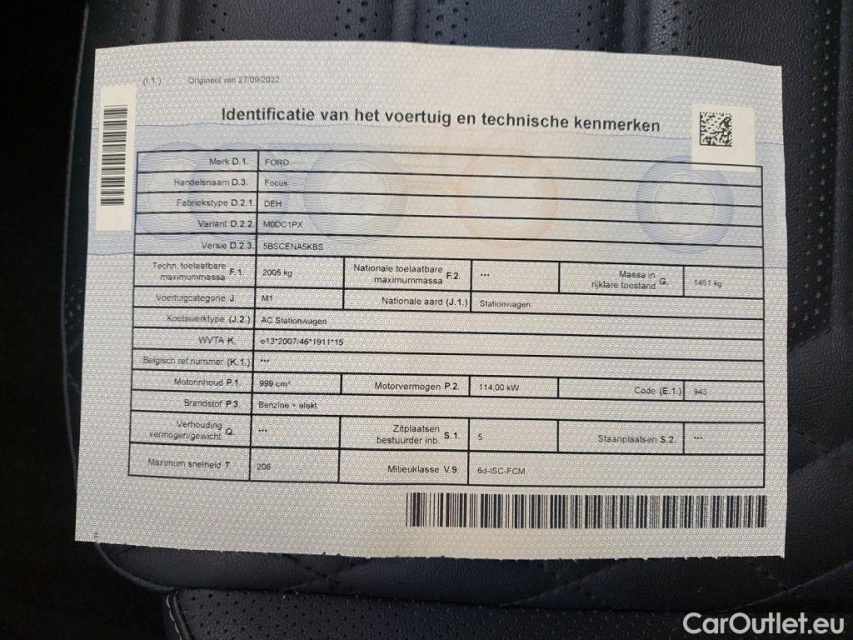 (I.1.) Origineel van 27/09/2022
Identificatie van het voertuig en technische kenmerken
Merk D.1. FORD
Handelsnaam D.3. Focus
Fabriekstype D.2.1. DEH
Variant D.2.2. M0DC1PX
Versie D.2.3. 5BSCENA5KBS
Techn. toelaatbare maximummassa F.1. 2005 kg Nationale toelaatbare maximummassa F.2. --- Massa in rijklare toestand G. 1451 kg
Voertuigcategorie J. M1 Nationale aard (J.1.) Stationwagen
Koetswerktype (J.2.) AC Stationwagen
WVTA K. e13*2007/46*1911*15
Belgisch ref.nummer (K.1.) ---
Motorinhoud P.1. 999 cm³ Motorvermogen P.2. 114,00 kW Code (E.1.) 943
Brandstof P.3. Benzine + elekt
Verhouding vermogen/gewicht Q. --- Zitplaatsen bestuurder inb. S.1. 5 Staanplaatsen S.2. ---
Maximum snelheid T. 206 Milieuklasse V.9. 6d-ISC-FCM
CarOutlet.eu